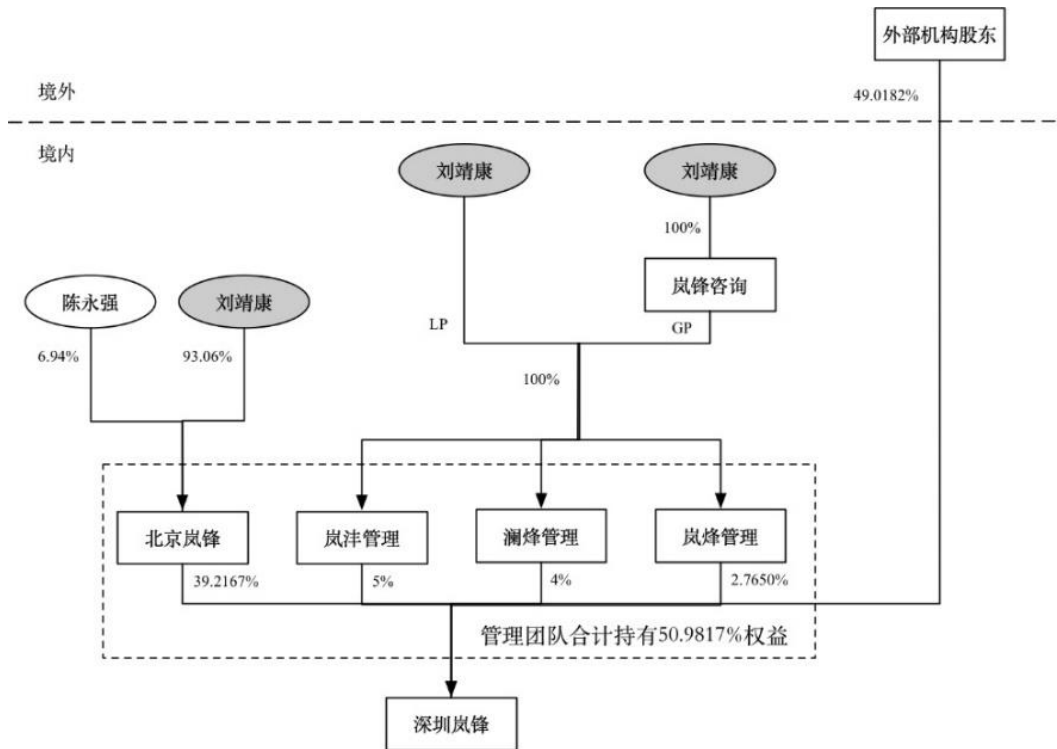 外部机构股东
境外
49.0182%
境内
刘靖康
刘靖康
100%
岚锋咨询
陈永强
刘靖康
LP
GP
6.94%
93.06%
100%
北京岚锋
岚沣管理
澜烽管理
岚烽管理
39.2167%
5%
4%
2.7650%
管理团队合计持有50.9817%权益
深圳岚锋